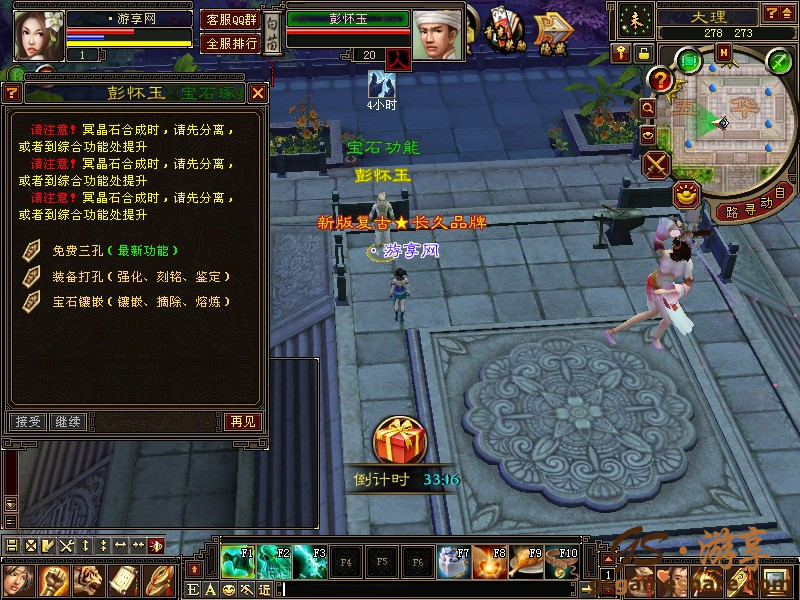 · 游享网
1
客服QQ群
全服排行
白苗
彭怀玉
20
4小时
未
大理
278 273
N
自动寻路
彭怀玉
请注意！冥晶石合成时，请先分离，
或者到综合功能处提升
请注意！冥晶石合成时，请先分离，
或者到综合功能处提升
请注意！冥晶石合成时，请先分离，
或者到综合功能处提升
免费三孔（最新功能）
装备打孔（强化、刻铭、鉴定）
宝石镶嵌（镶嵌、摘除、熔炼）
接受 继续 再见
宝石功能
彭怀玉
新版复古★长久品牌
游享网
倒计时 33:16
F1 F2 F3 F4 F5 F6 F7 F8 F9 F10
E A 近
1
GS·游享